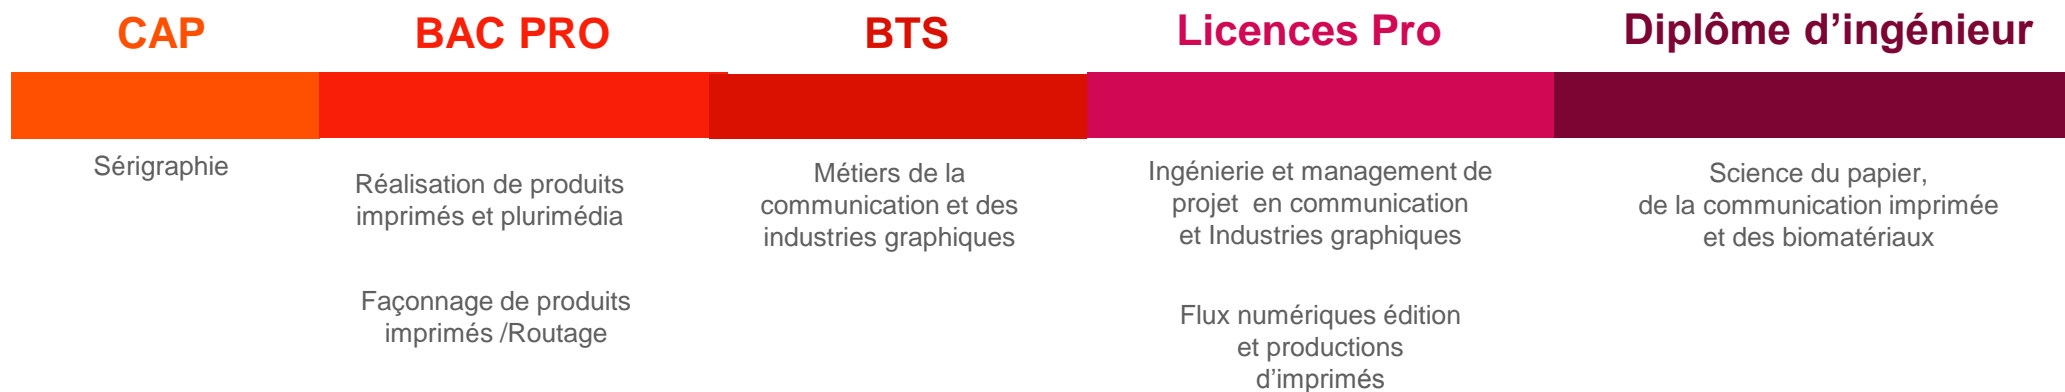 CAP
BAC PRO
BTS
Licences Pro
Diplôme d'ingénieur
Sérigraphie
Réalisation de produits
imprimés et plurimédia
Façonnage de produits
imprimés /Routage
Métiers de la
communication et des
industries graphiques
Ingénierie et management de
projet en communication
et Industries graphiques
Flux numériques édition
et productions
d'imprimés
Science du papier,
de la communication imprimée
et des biomatériaux